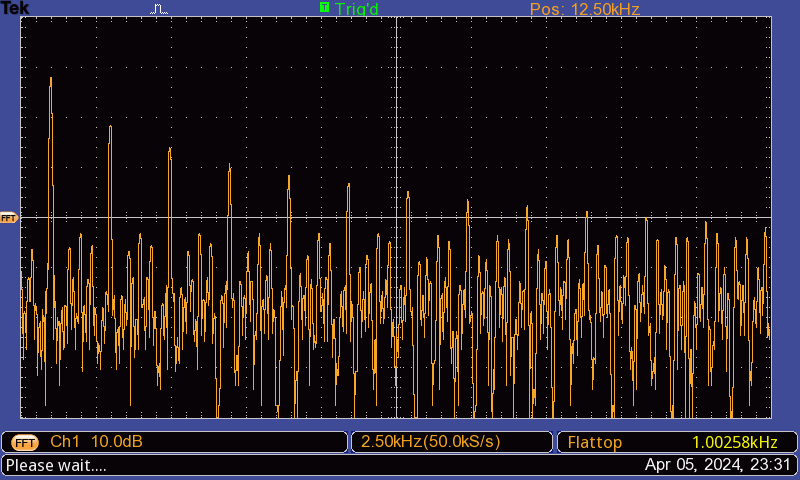 Tek T Trig'd Pos: 12.50kHz
FFT
FFT Ch1 10.0dB 2.50kHz(50.0kS/s) Flattop 1.00258kHz
Please wait.... Apr 05, 2024, 23:31